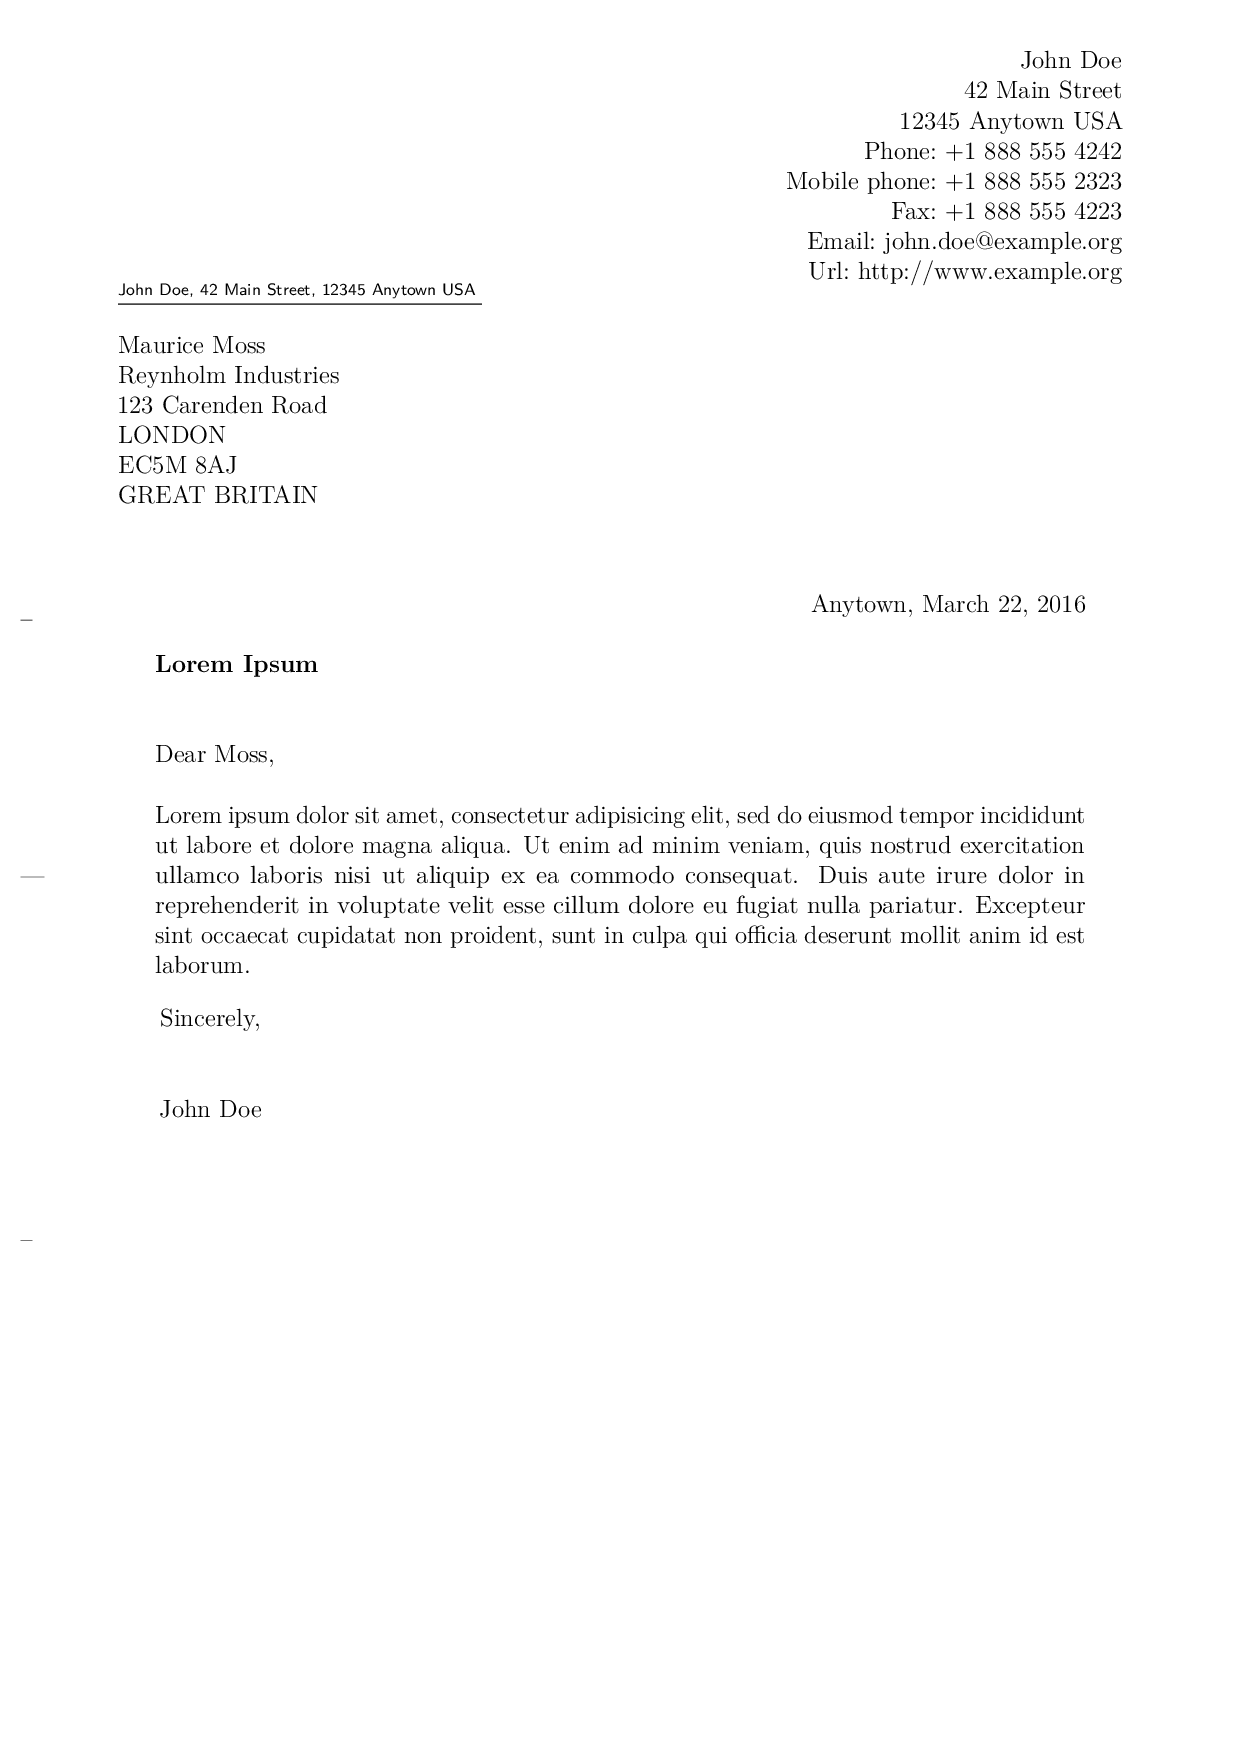 John Doe
42 Main Street
12345 Anytown USA
Phone: +1 888 555 4242
Mobile phone: +1 888 555 2323
Fax: +1 888 555 4223
Email: john.doe@example.org
Url: http://www.example.org
John Doe, 42 Main Street, 12345 Anytown USA
Maurice Moss
Reynholm Industries
123 Carenden Road
LONDON
EC5M 8AJ
GREAT BRITAIN
Anytown, March 22, 2016
Lorem Ipsum
Dear Moss,
Lorem ipsum dolor sit amet, consectetur adipisicing elit, sed do eiusmod tempor incididunt
ut labore et dolore magna aliqua. Ut enim ad minim veniam, quis nostrud exercitation
ullamco laboris nisi ut aliquip ex ea commodo consequat. Duis aute irure dolor in
reprehenderit in voluptate velit esse cillum dolore eu fugiat nulla pariatur. Excepteur
sint occaecat cupidatat non proident, sunt in culpa qui officia deserunt mollit anim id est
laborum.
Sincerely,
John Doe